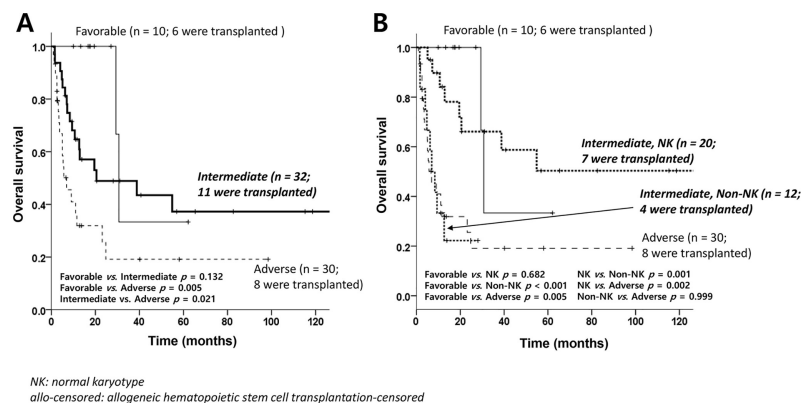 A
Favorable (n = 10; 6 were transplanted )
Overall survival
1.0
0.8
0.6
0.4
0.2
0.0
Intermediate (n = 32;
11 were transplanted)
Adverse (n = 30;
8 were transplanted)
Favorable vs. Intermediate p = 0.132
Favorable vs. Adverse p = 0.005
Intermediate vs. Adverse p = 0.021
0 20 40 60 80 100 120
Time (months)
B
Favorable (n = 10; 6 were transplanted )
Overall survival
1.0
0.8
0.6
0.4
0.2
0.0
Intermediate, NK (n = 20;
7 were transplanted)
Intermediate, Non-NK (n = 12;
4 were transplanted)
Adverse (n = 30;
8 were transplanted)
Favorable vs. NK p = 0.682 NK vs. Non-NK p = 0.001
Favorable vs. Non-NK p < 0.001 NK vs. Adverse p = 0.002
Favorable vs. Adverse p = 0.005 Non-NK vs. Adverse p = 0.999
0 20 40 60 80 100 120
Time (months)
NK: normal karyotype
allo-censored: allogeneic hematopoietic stem cell transplantation-censored